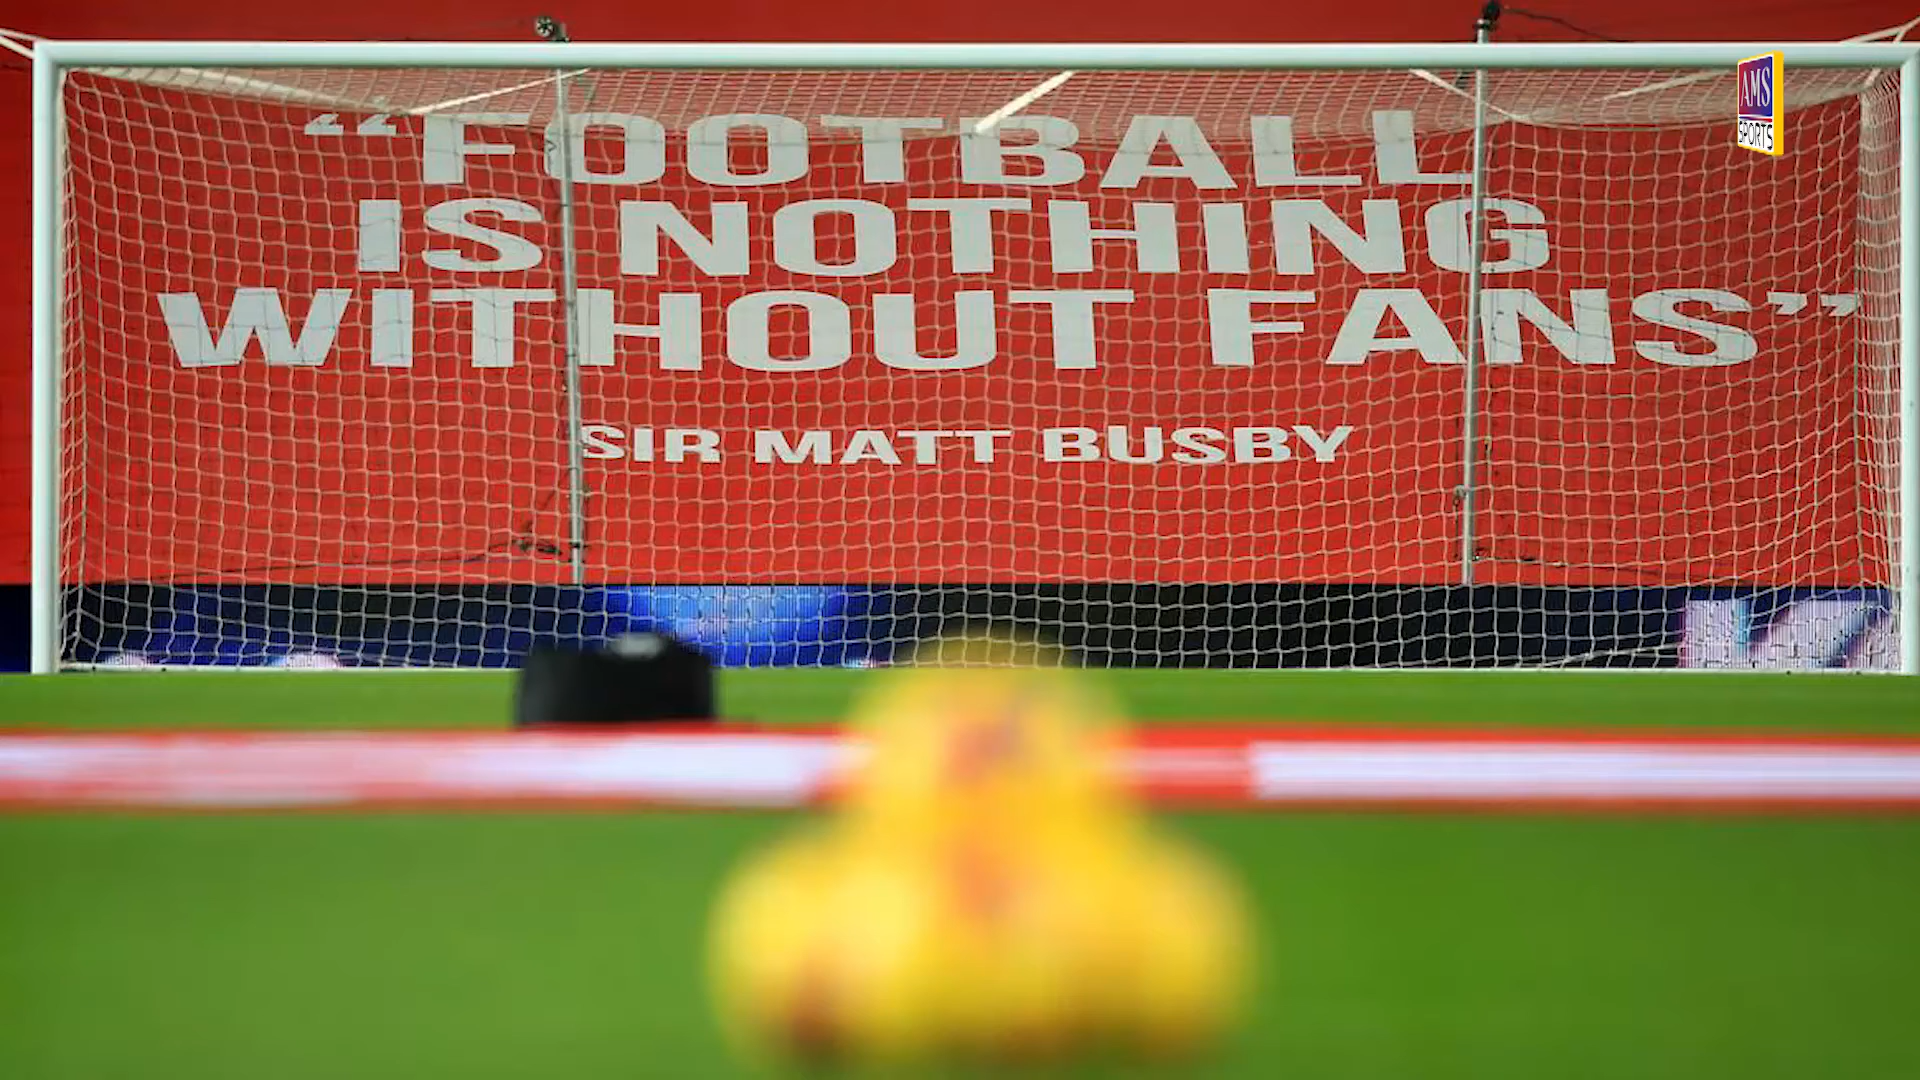 “FOOTBALL
IS NOTHING
WITHOUT FANS”
SIR MATT BUSBY
AMS
SPORTS